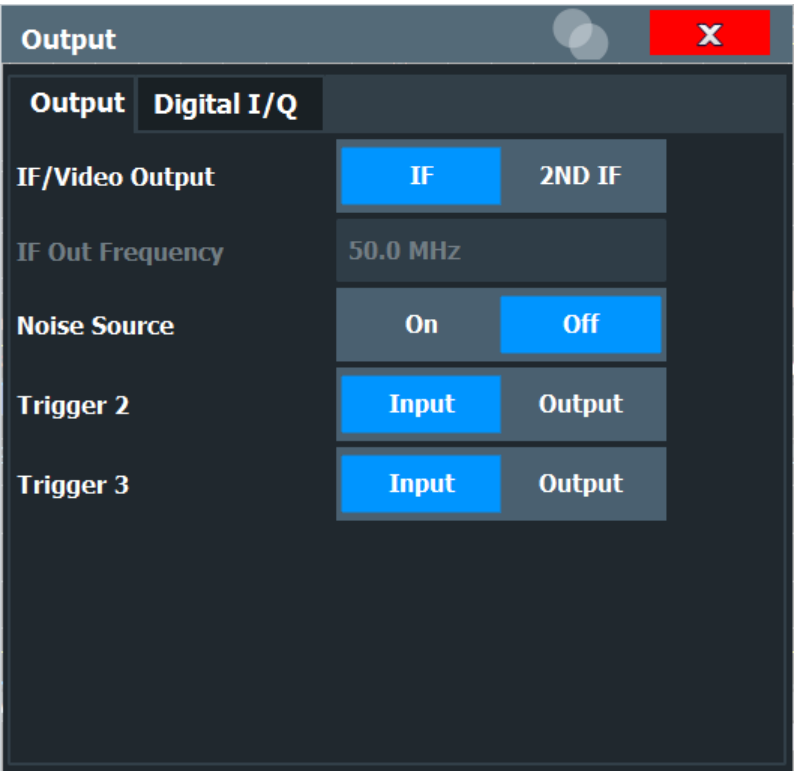 Output X
Output Digital I/Q
IF/Video Output IF 2ND IF
IF Out Frequency 50.0 MHz
Noise Source On Off
Trigger 2 Input Output
Trigger 3 Input Output